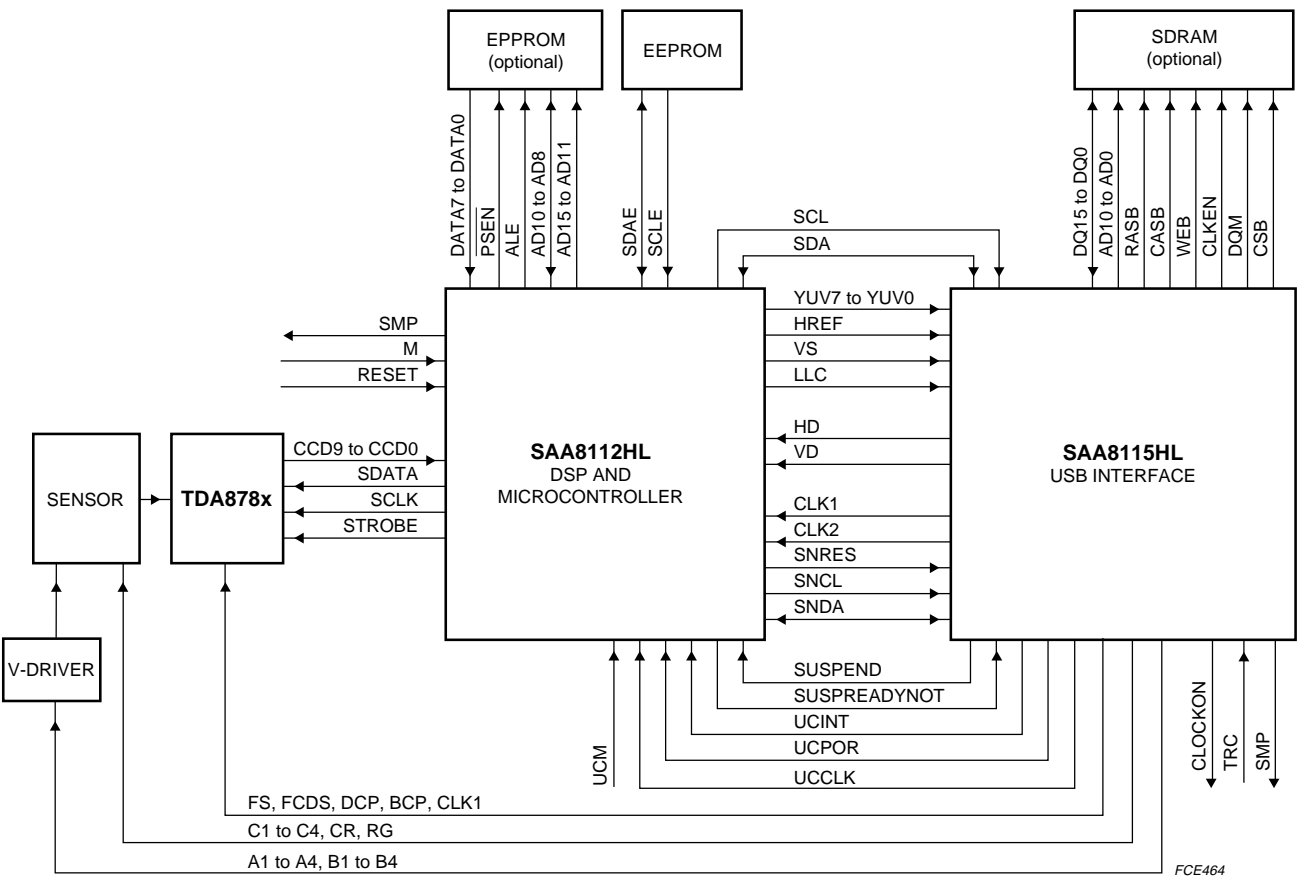 EPPROM
(optional)
EEPROM
SDRAM
(optional)
DATA7 to DATA0
PSEN
ALE
AD10 to AD8
AD15 to AD11
SDAE
SCLE
DQ15 to DQ0
AD10 to AD0
RASB
CASB
WEB
CLKEN
DQM
CSB
SCL
SDA
SMP
M
RESET
YUV7 to YUV0
HREF
VS
LLC
HD
VD
CLK1
CLK2
SNRES
SNCL
SNDA
SENSOR
TDA878x
CCD9 to CCD0
SDATA
SCLK
STROBE
SAA8112HL
DSP AND
MICROCONTROLLER
SAA8115HL
USB INTERFACE
V-DRIVER
SUSPEND
SUSPREADYNOT
UCINT
UCPOR
UCCLK
UCM
CLOCKON
TRC
SMP
FS, FCDS, DCP, BCP, CLK1
C1 to C4, CR, RG
A1 to A4, B1 to B4
FCE464